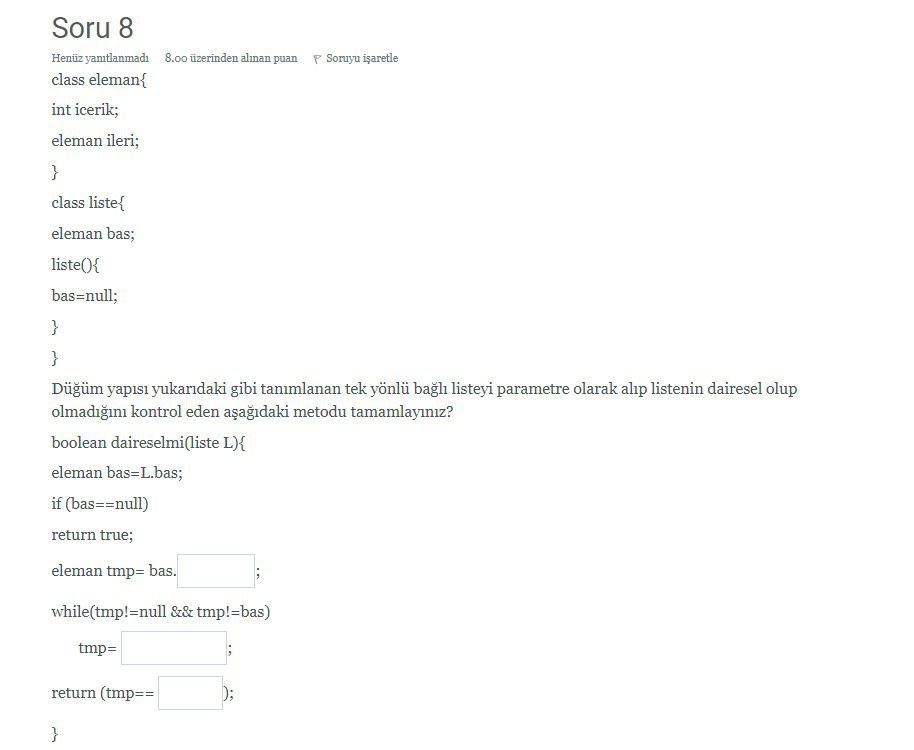 Soru 8
Henüz yanıtlanmadı 8.00 üzerinden alınan puan Soruyu işaretle
class eleman{
int icerik;
eleman ileri;
}
class liste{
eleman bas;
liste(){
bas=null;
}
}
Düğüm yapısı yukarıdaki gibi tanımlanan tek yönlü bağlı listeyi parametre olarak alıp listenin dairesel olup
olmadığını kontrol eden aşağıdaki metodu tamamlayınız?
boolean daireselmi(liste L){
eleman bas=L.bas;
if (bas==null)
return true;
eleman tmp= bas. ;
while(tmp!=null && tmp!=bas)
tmp= ;
return (tmp== );
}